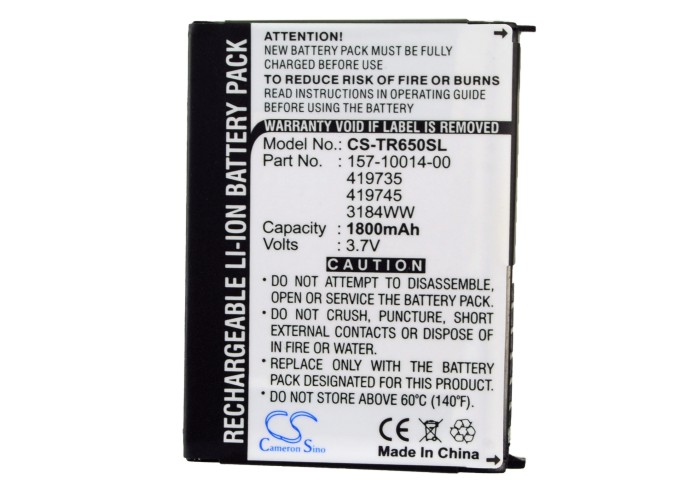 RECHARGEABLE LI-ION BATTERY PACK
ATTENTION:
NEW BATTERY PACK MUST BE FULLY
CHARGED BEFORE USE
TO REDUCE RISK OF FIRE OR BURNS
READ INSTRUCTIONS IN OPERATING GUIDE
BEFORE USING THE BATTERY
WARRANTY VOID IF LABEL IS REMOVED
Model No.: CS-TR650SL
Part No. : 157-10014-00
419735
419745
3184WW
Capacity : 1800mAh
Volts : 3.7V
CAUTION
• DO NOT ATTEMPT TO DISASSEMBLE,
OPEN OR SERVICE THE BATTERY PACK.
• DO NOT CRUSH, PUNCTURE, SHORT
EXTERNAL CONTACTS OR DISPOSE OF
IN FIRE OR WATER.
• REPLACE ONLY WITH THE BATTERY
PACK DESIGNATED FOR THIS PRODUCT.
• DO NOT STORE ABOVE 60°C (140°F).
CS
Cameron Sino
CE
Made In China